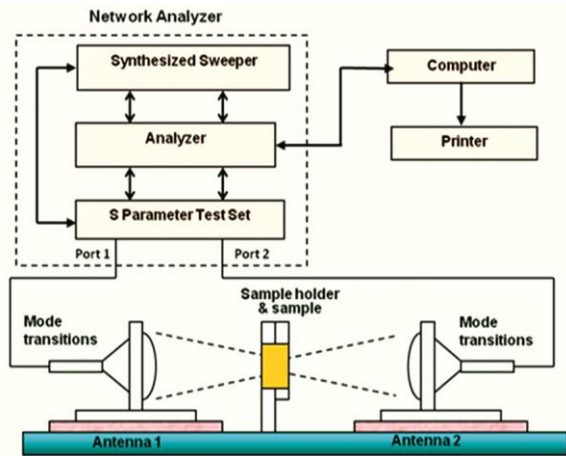 Network Analyzer
Synthesized Sweeper
Computer
Analyzer
Printer
S Parameter Test Set
Port 1
Port 2
Sample holder
& sample
Mode
transitions
Mode
transitions
Antenna 1
Antenna 2